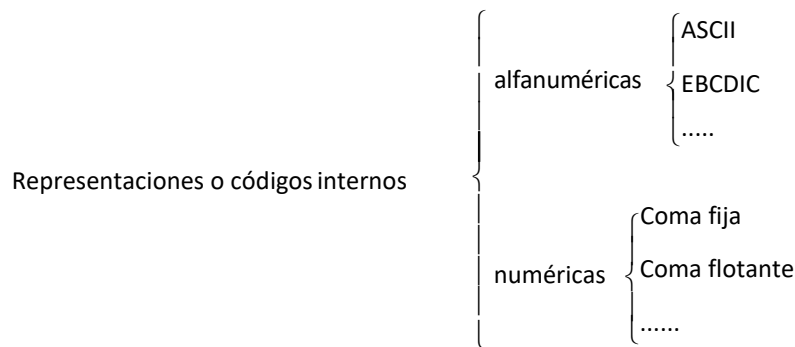 Representaciones o códigos internos
alfanuméricas
ASCII
EBCDIC
.....
numéricas
Coma fija
Coma flotante
......